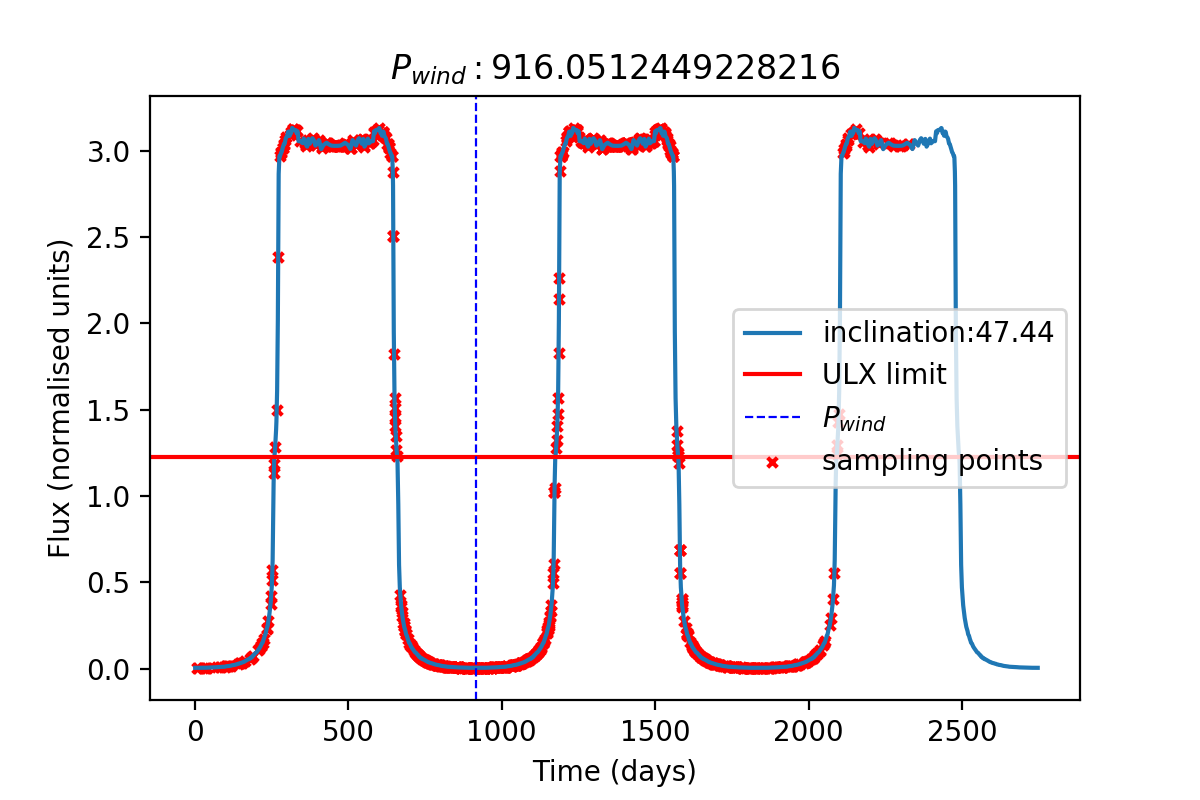 P_wind : 916.0512449228216
3.0
2.5
2.0
1.5
1.0
0.5
0.0
Flux (normalised units)
inclination:47.44
ULX limit
P_wind
sampling points
0 500 1000 1500 2000 2500
Time (days)